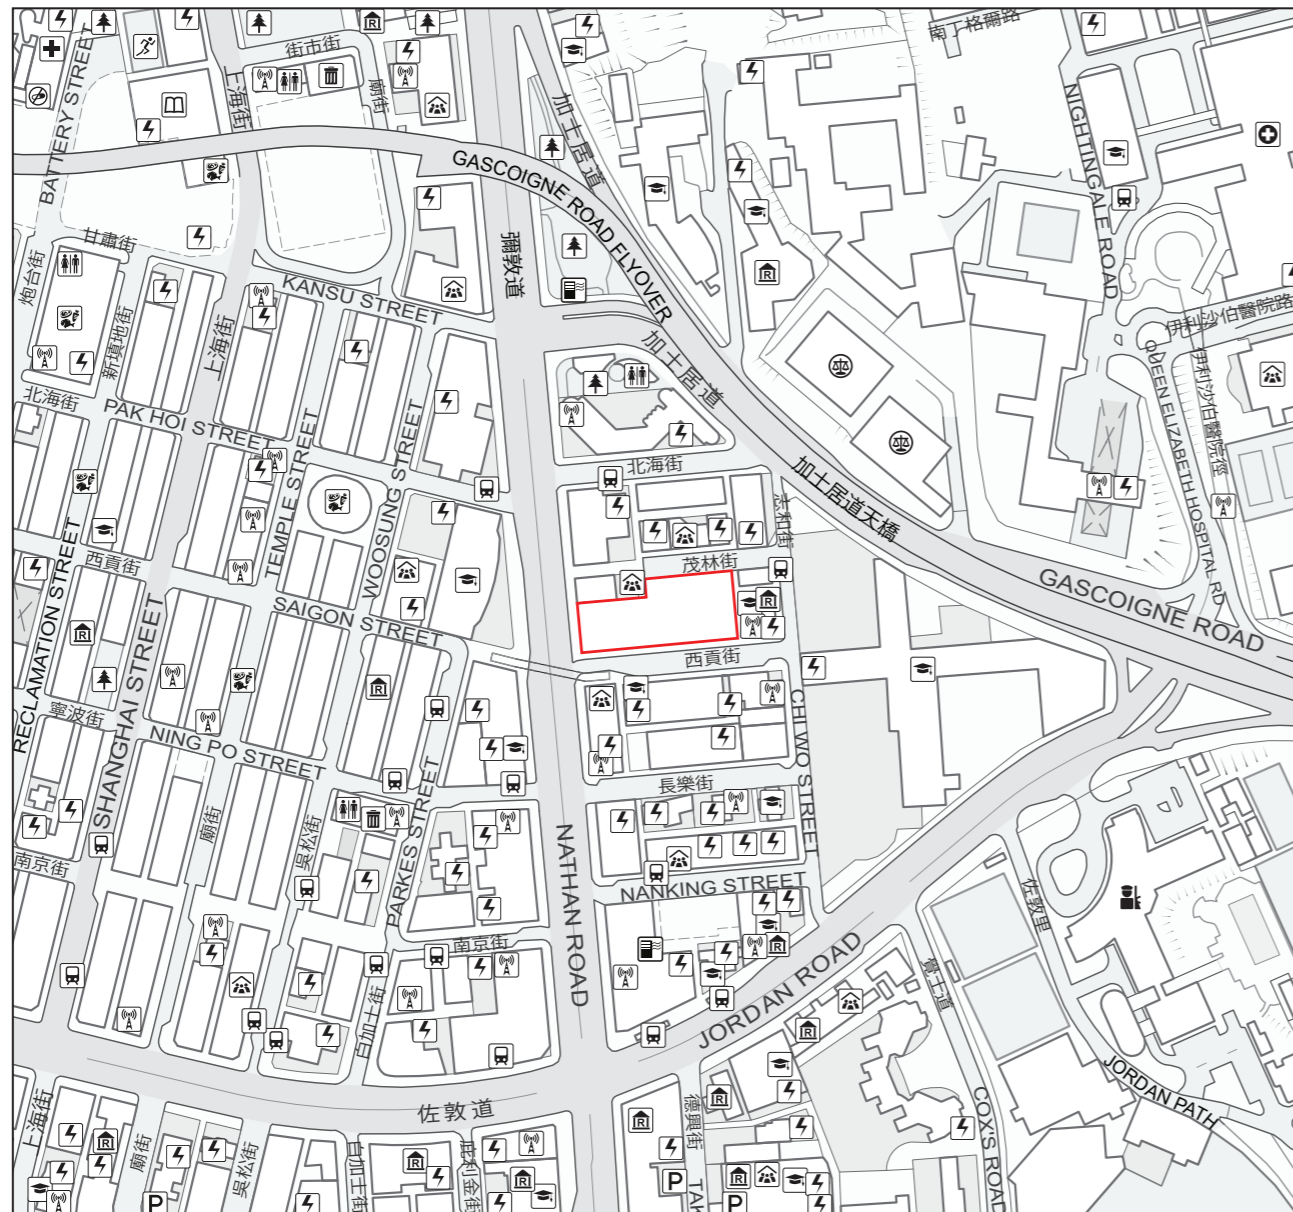 南丁格爾路
街市街
BATTERY STREET
上海街
廟街
加士居道
NIGHTINGALE ROAD
GASCOIGNE ROAD FLYOVER
甘肅街
彌敦道
炮台街
KANSU STREET
新填地街
上海街
加士居道
伊利沙伯醫院路
QUEEN ELIZABETH HOSPITAL RD
伊利沙伯醫院徑
北海街
PAK HOI STREET
TEMPLE STREET
WOOSUNG STREET
北海街
加士居道天橋
志和街
西貢街
茂林街
RECLAMATION STREET
SAIGON STREET
GASCOIGNE ROAD
西貢街
SHANGHAI STREET
寧波街
NING PO STREET
CHI WO STREET
長樂街
廟街
吳松街
PARKES STREET
NATHAN ROAD
南京街
NANKING STREET
佐敦里
南京街
JORDAN ROAD
覺士道
白加士街
JORDAN PATH
佐敦道
德興街
COX'S ROAD
上海街
廟街
吳松街
白加士街
庇利金街
P
P
P
TAK